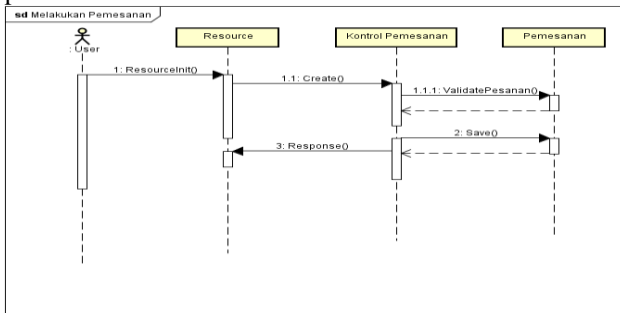 sd Melakukan Pemesanan
: User
Resource
Kontrol Pemesanan
Pemesanan
1: ResourceInit()
1.1: Create()
1.1.1: ValidatePesanan()
2: Save()
3: Response()